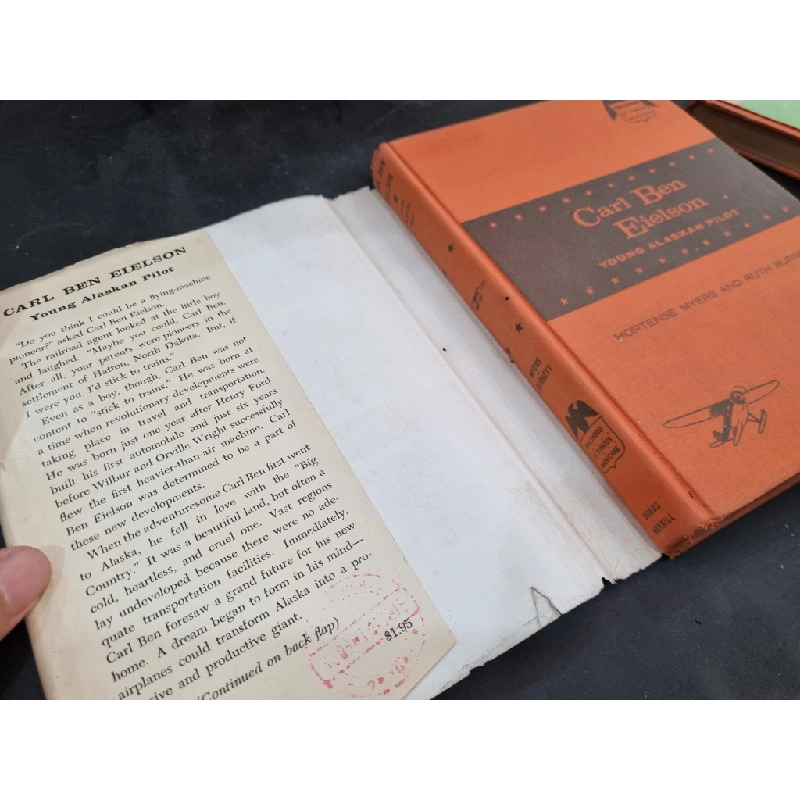 CARL BEN EIELSON
Young Alaskan Pilot
"Do you think I could be a flying-machine
pioneer?" asked Carl Ben Eielson.
The railroad agent looked at the little boy
and laughed. "Maybe you could, Carl Ben,
After all, your parents were pioneers in the
settlement of Hatton, North Dakota. But, if
I were you I'd stick to trains."
Even as a boy, though, Carl Ben was not
content to "stick to trains." He was born at
a time when revolutionary developments were
taking place in travel and transportation.
He was born just one year after Henry Ford
built his first automobile and just six years
before Wilbur and Orville Wright successfully
flew the first heavier-than air machine. Carl
Ben Eielson was determined to be a part of
these new developments.
When the adventuresome Carl Ben first went
to Alaska, he fell in love with the "Big
Country." It was a beautiful land, but often a
cold, heartless, and cruel one. Vast regions
lay undeveloped because there were no ade-
quate transportation facilities. Immediately,
Carl Ben foresaw a grand future for his new
home. A dream began to form in his mind—
airplanes could transform Alaska into a pro-
ive and productive giant.
(Continued on back flap)
$1.95
MYERS
BOBBS
MERRILL
Carl Ben
Eielson
YOUNG ALASKAN PILOT
HORTENSE MYERS AND RUTH BURN